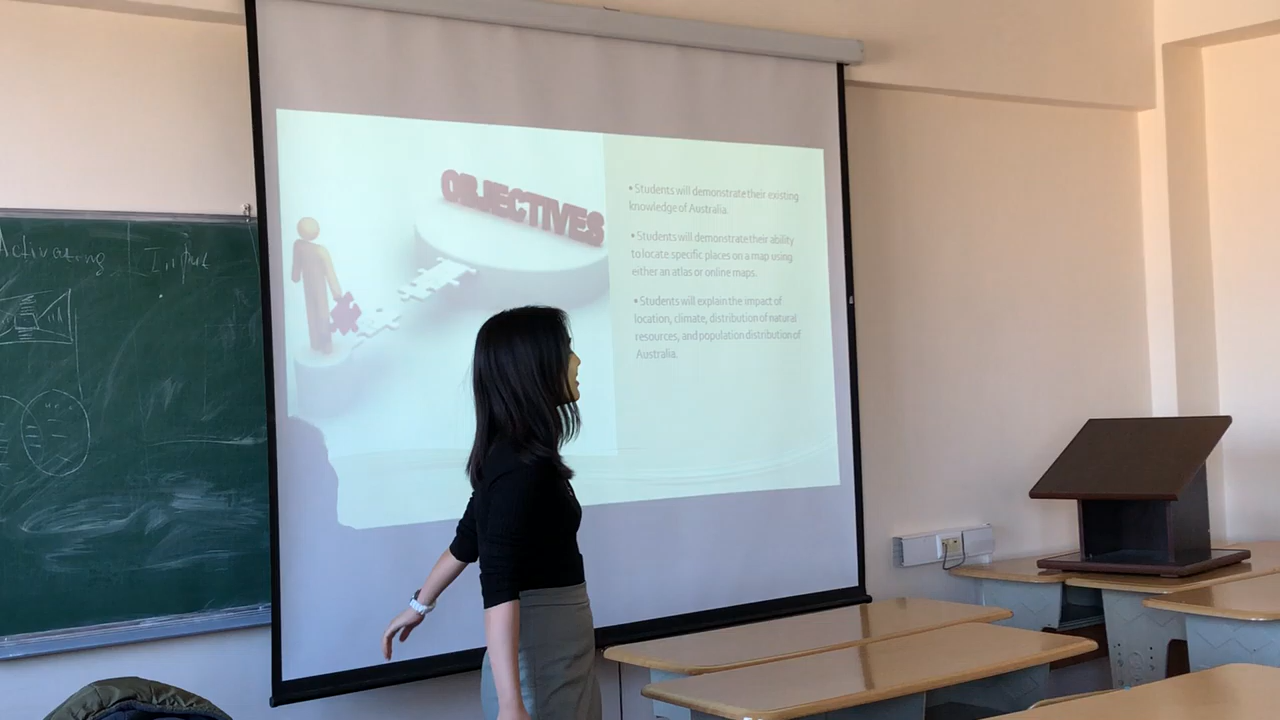 Activating Input
OBJECTIVES
• Students will demonstrate their existing
knowledge of Australia.
• Students will demonstrate their ability
to locate specific places on a map using
either an atlas or online maps.
• Students will explain the impact of
location, climate, distribution of natural
resources, and population distribution of
Australia.